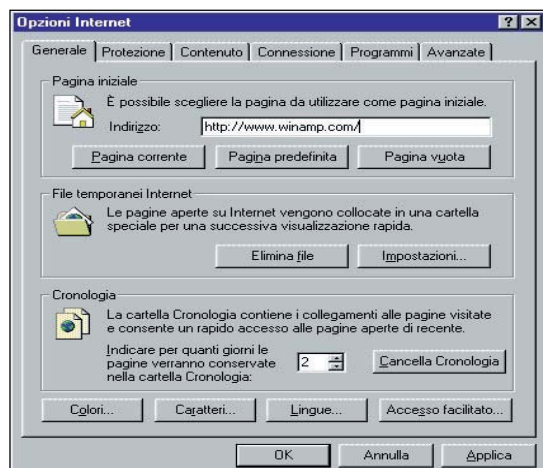 Opzioni Internet
Generale Protezione Contenuto Connessione Programmi Avanzate
Pagina iniziale
È possibile scegliere la pagina da utilizzare come pagina iniziale.
Indirizzo: http://www.winamp.com/
Pagina corrente Pagina predefinita Pagina vuota
File temporanei Internet
Le pagine aperte su Internet vengono collocate in una cartella
speciale per una successiva visualizzazione rapida.
Elimina file Impostazioni...
Cronologia
La cartella Cronologia contiene i collegamenti alle pagine visitate
e consente un rapido accesso alle pagine aperte di recente.
Indicare per quanti giorni le
pagine verranno conservate
nella cartella Cronologia:
2 Cancella Cronologia
Colori... Caratteri... Lingue... Accesso facilitato...
OK Annulla Applica